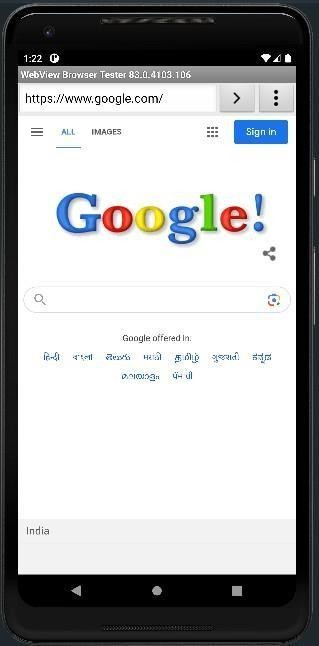 1:22
WebView Browser Tester 83.0.4103.106
https://www.google.com/
ALL IMAGES Sign in
Google!
Google offered in:
हिन्दी বাংলা తెలుగు मराठी தமிழ் ગુજરાતી ಕನ್ನಡ
മലയാളം ਪੰਜਾਬੀ
India